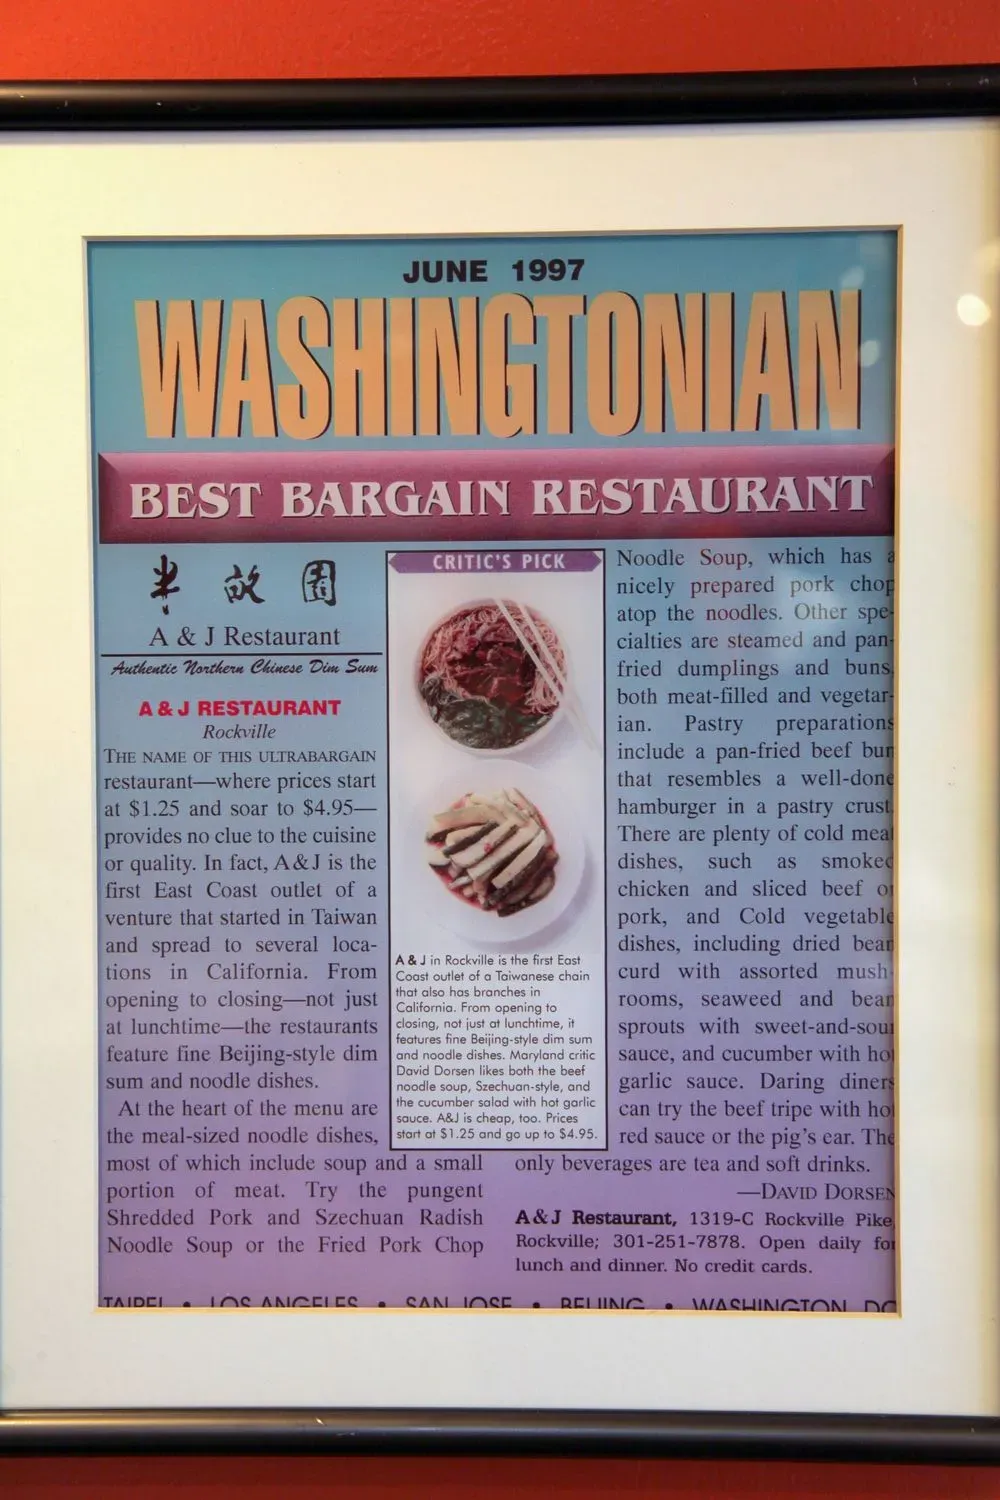 JUNE 1997
WASHINGTONIAN
BEST BARGAIN RESTAURANT
半畝園
A & J Restaurant
Authentic Northern Chinese Dim Sum
A & J RESTAURANT
Rockville
THE NAME OF THIS ULTRABARGAIN
restaurant—where prices start
at $1.25 and soar to $4.95—
provides no clue to the cuisine
or quality. In fact, A&J is the
first East Coast outlet of a
venture that started in Taiwan
and spread to several loca-
tions in California. From
opening to closing—not just
at lunchtime—the restaurants
feature fine Beijing-style dim
sum and noodle dishes.
At the heart of the menu are
the meal-sized noodle dishes,
most of which include soup and a small
portion of meat. Try the pungent
Shredded Pork and Szechuan Radish
Noodle Soup or the Fried Pork Chop
CRITIC'S PICK
A & J in Rockville is the first East
Coast outlet of a Taiwanese chain
that also has branches in
California. From opening to
closing, not just at lunchtime, it
features fine Beijing-style dim sum
and noodle dishes. Maryland critic
David Dorsen likes both the beef
noodle soup, Szechuan-style, and
the cucumber salad with hot garlic
sauce. A&J is cheap, too. Prices
start at $1.25 and go up to $4.95.
Noodle Soup, which has a
nicely prepared pork chop
atop the noodles. Other spe-
cialties are steamed and pan-
fried dumplings and buns,
both meat-filled and vegetar-
ian. Pastry preparations
include a pan-fried beef bun
that resembles a well-done
hamburger in a pastry crust.
There are plenty of cold meat
dishes, such as smoked
chicken and sliced beef or
pork, and Cold vegetable
dishes, including dried bean
curd with assorted mush-
rooms, seaweed and bean
sprouts with sweet-and-sour
sauce, and cucumber with hot
garlic sauce. Daring diners
can try the beef tripe with hot
red sauce or the pig's ear. The
only beverages are tea and soft drinks.
—DAVID DORSEN
A&J Restaurant, 1319-C Rockville Pike,
Rockville; 301-251-7878. Open daily for
lunch and dinner. No credit cards.
TAIPEI • LOS ANGELES • SAN JOSE • BEIJING • WASHINGTON DC